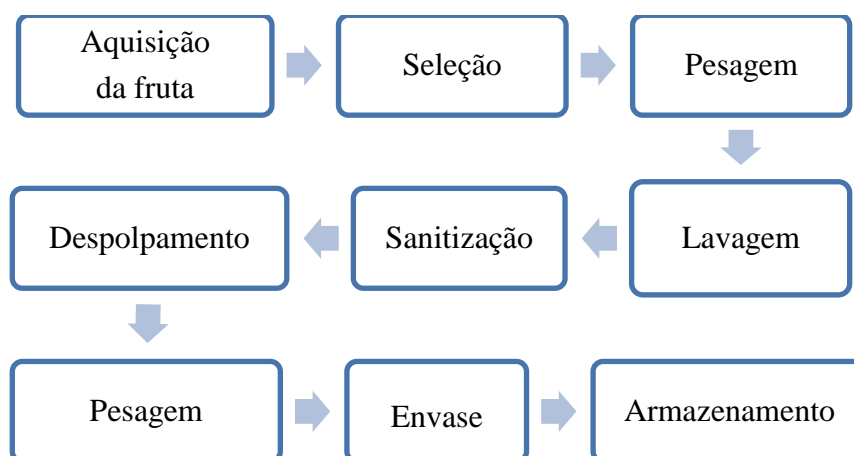 Aquisição
da fruta
Seleção
Pesagem
Lavagem
Sanitização
Despolpamento
Pesagem
Envase
Armazenamento